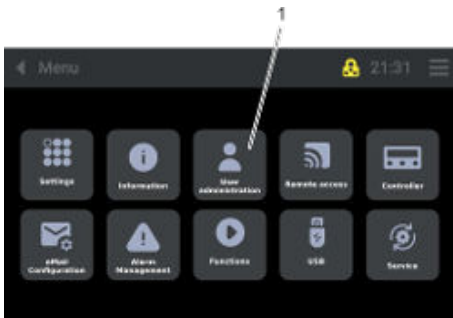 1
Menu 21:31
Settings Information User administration Remote access Controller
eMail Configuration Alarm Management Functions USB Service